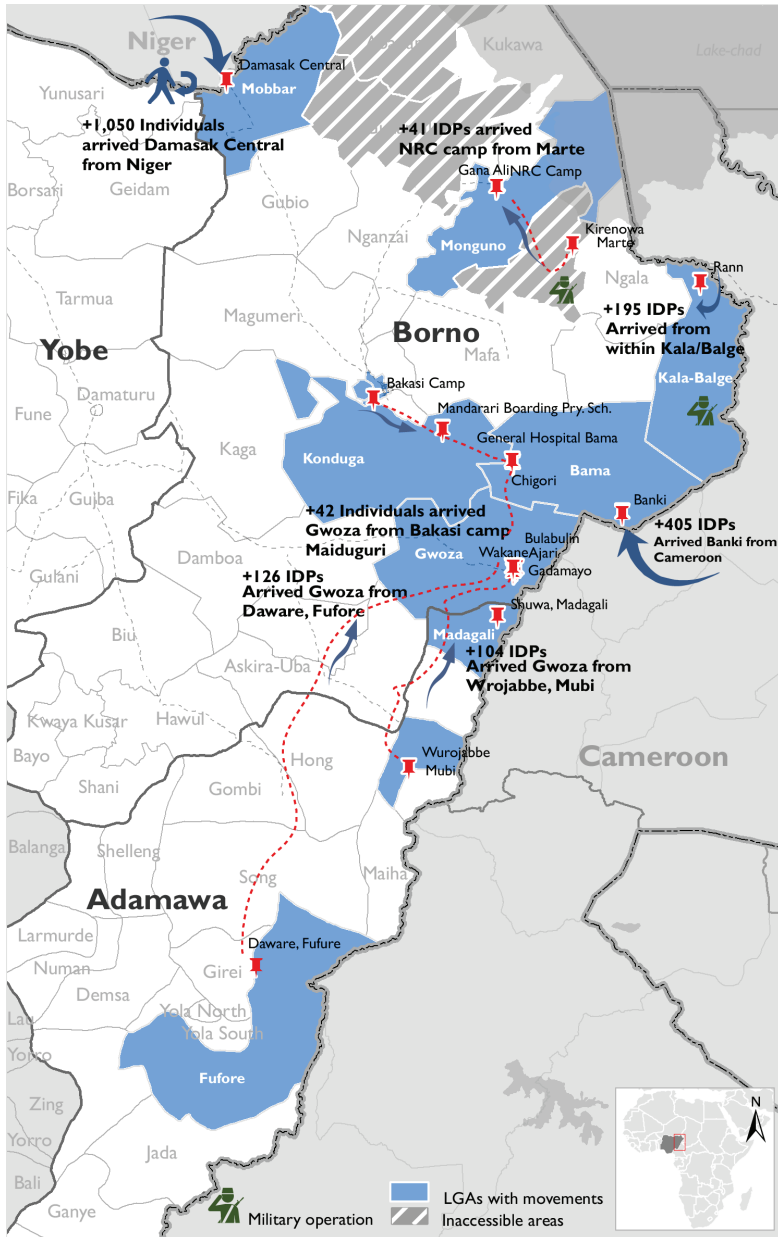 Niger
Abadam
Kukawa
Lake-chad
Damasak Central
Mobbar
Yunusari
+1,050 Individuals
arrived Damasak Central
from Niger
+41 IDPs arrived
NRC camp from Marte
Gana Ali NRC Camp
Borsari
Geidam
Gubio
Nganzai
Monguno
Kirenowa
Marte
Ngala
Rann
+195 IDPs
Arrived from
within Kala/Balge
Tarmua
Magumeri
Borno
Mafa
Yobe
Kala-Balge
Bakasi Camp
Damaturu
Mandarari Boarding Pry. Sch.
Fune
General Hospital Bama
Kaga
Konduga
Bama
Chigori
Fika
Gujba
Banki
+42 Individuals arrived
Gwoza from Bakasi camp
Maiduguri
+405 IDPs
Arrived Banki from
Cameroon
Bulabulin
Gwoza
Wakane
Ajari
Damboa
Gadamayo
Gulani
+126 IDPs
Arrived Gwoza from
Daware, Fufore
Shuwa, Madagali
Biu
Madagali
+104 IDPs
Arrived Gwoza from
Wrojabbe, Mubi
Askira-Uba
Kwaya Kusar
Hawul
Bayo
Wurojabbe
Mubi
Cameroon
Hong
Shani
Gombi
Balanga
Shelleng
Song
Maiha
Adamawa
Larmurde
Daware, Fufure
Numan
Girei
Demsa
Yola North
Lau
Yola South
Yorro
Fufore
Zing
N
Yorro
Jada
Bali
LGAs with movements
Ganye
Military operation
Inaccessible areas